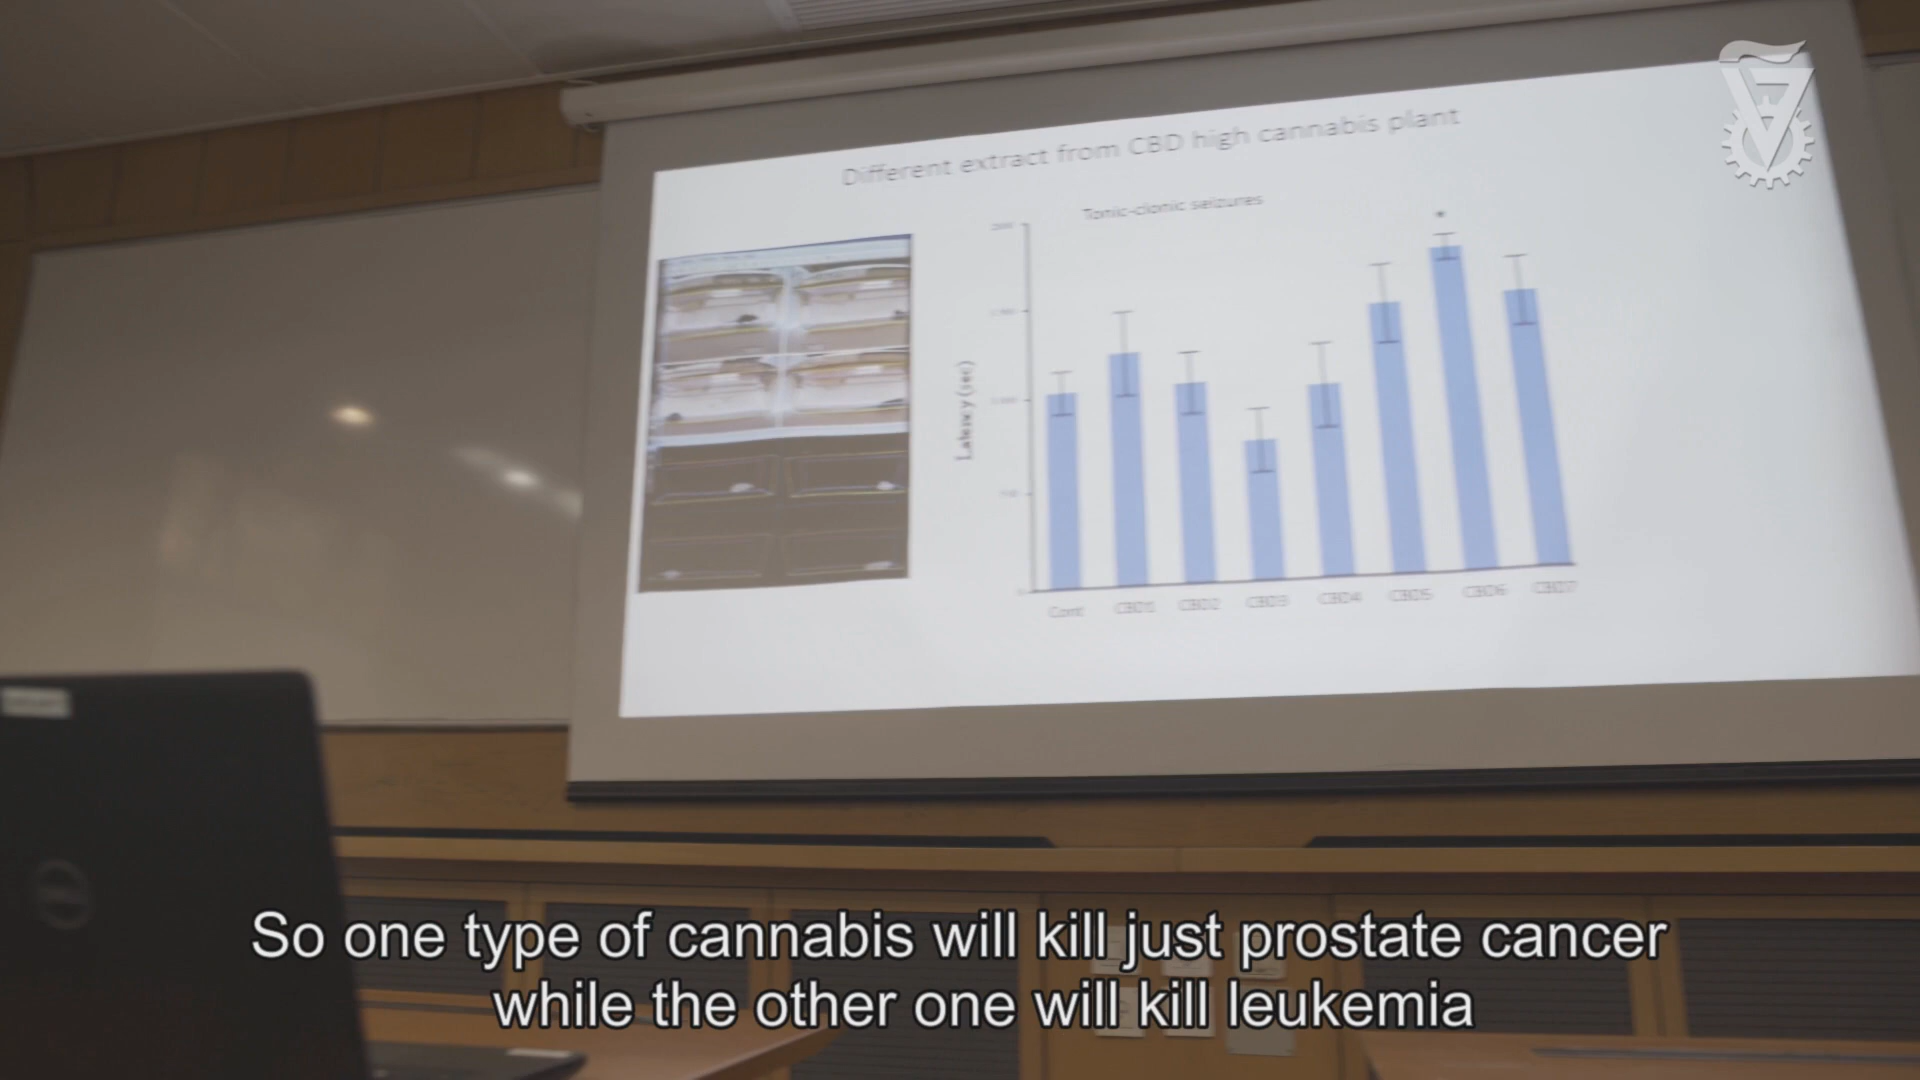 Different extract from CBD high cannabis plant
Tonic-clonic seizures
Latency (sec)
Cont CBD1 CBD2 CBD3 CBD4 CBD5 CBD6 CBD7
So one type of cannabis will kill just prostate cancer
while the other one will kill leukemia